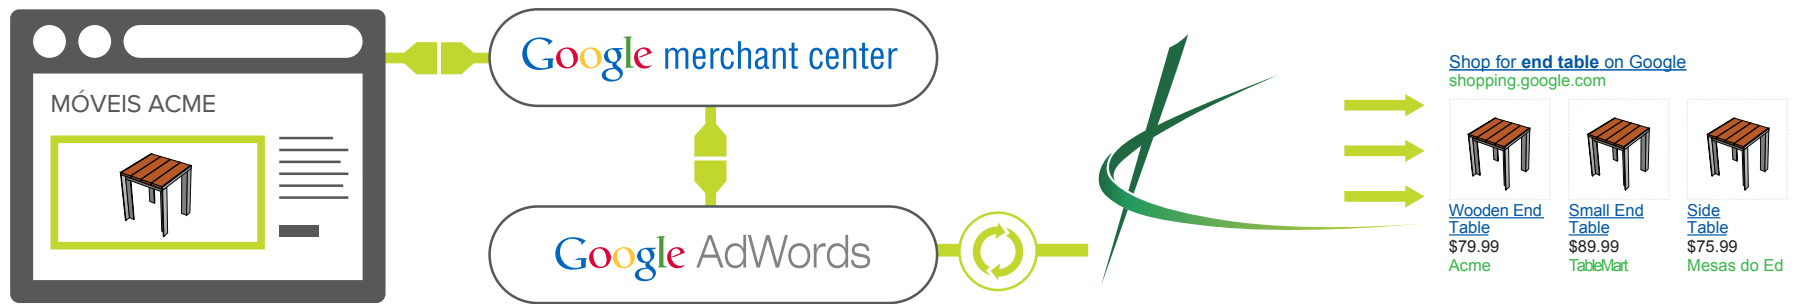 MÓVEIS ACME
Google merchant center
Google AdWords
Shop for end table on Google
shopping.google.com
Wooden End
Table
$79.99
Acme
Small End
Table
$89.99
TableMart
Side
Table
$75.99
Mesas do Ed